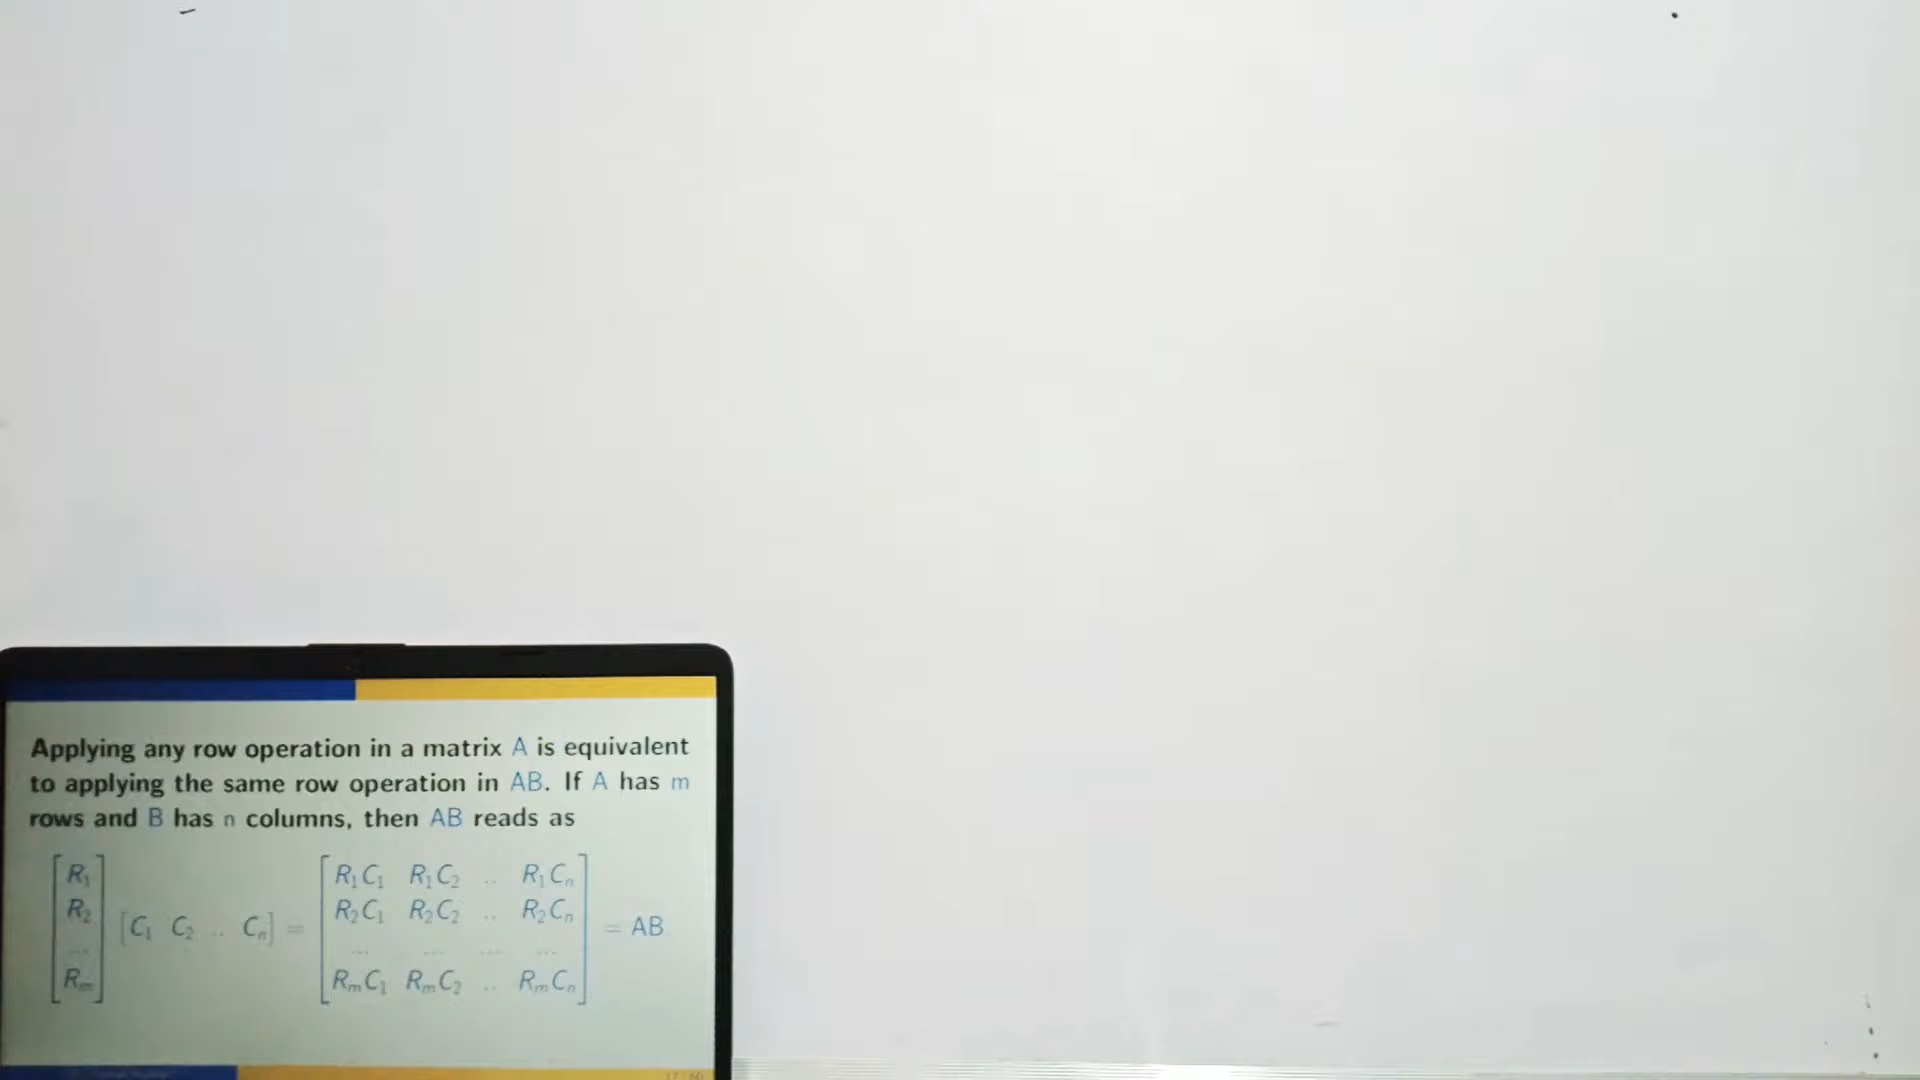 Applying any row operation in a matrix A is equivalent
to applying the same row operation in AB. If A has m
rows and B has n columns, then AB reads as
[R₁ R₂ ... Rₘ] [C₁ C₂ .. Cₙ] = [R₁C₁ R₁C₂ .. R₁Cₙ
R₂C₁ R₂C₂ .. R₂Cₙ
... ... ... ...
RₘC₁ RₘC₂ .. RₘCₙ] = AB